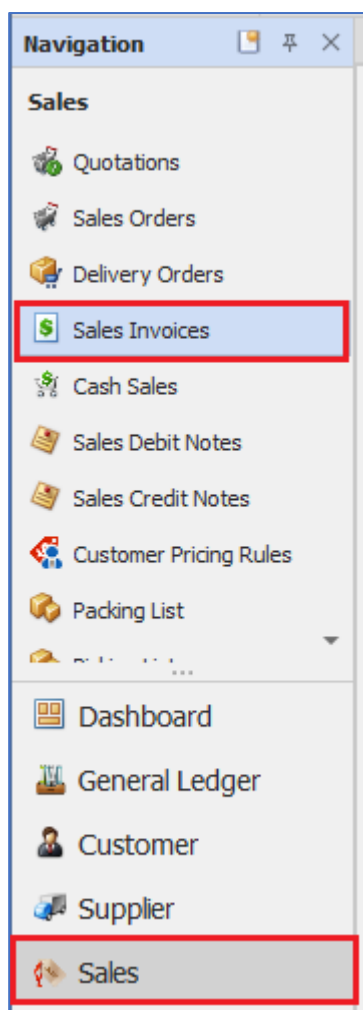 Navigation
Sales
Quotations
Sales Orders
Delivery Orders
Sales Invoices
Cash Sales
Sales Debit Notes
Sales Credit Notes
Customer Pricing Rules
Packing List
Dashboard
General Ledger
Customer
Supplier
Sales